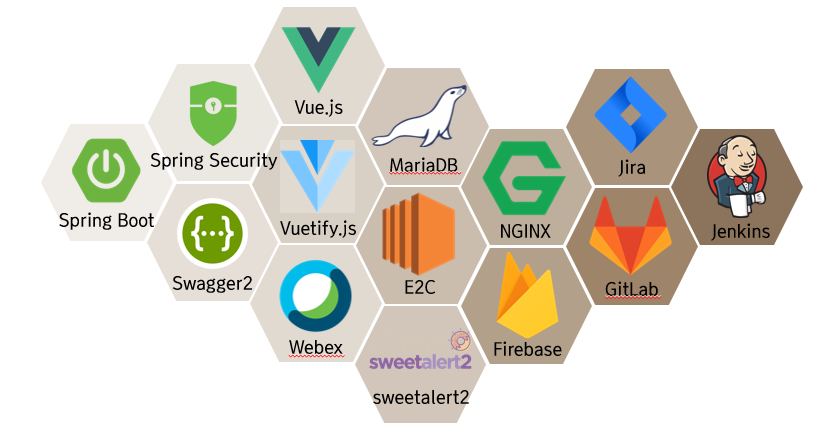 Vue.js
Spring Security
MariaDB
Jira
Spring Boot
Vuetify.js
NGINX
Jenkins
Swagger2
E2C
GitLab
Webex
Firebase
sweetalert2
sweetalert2